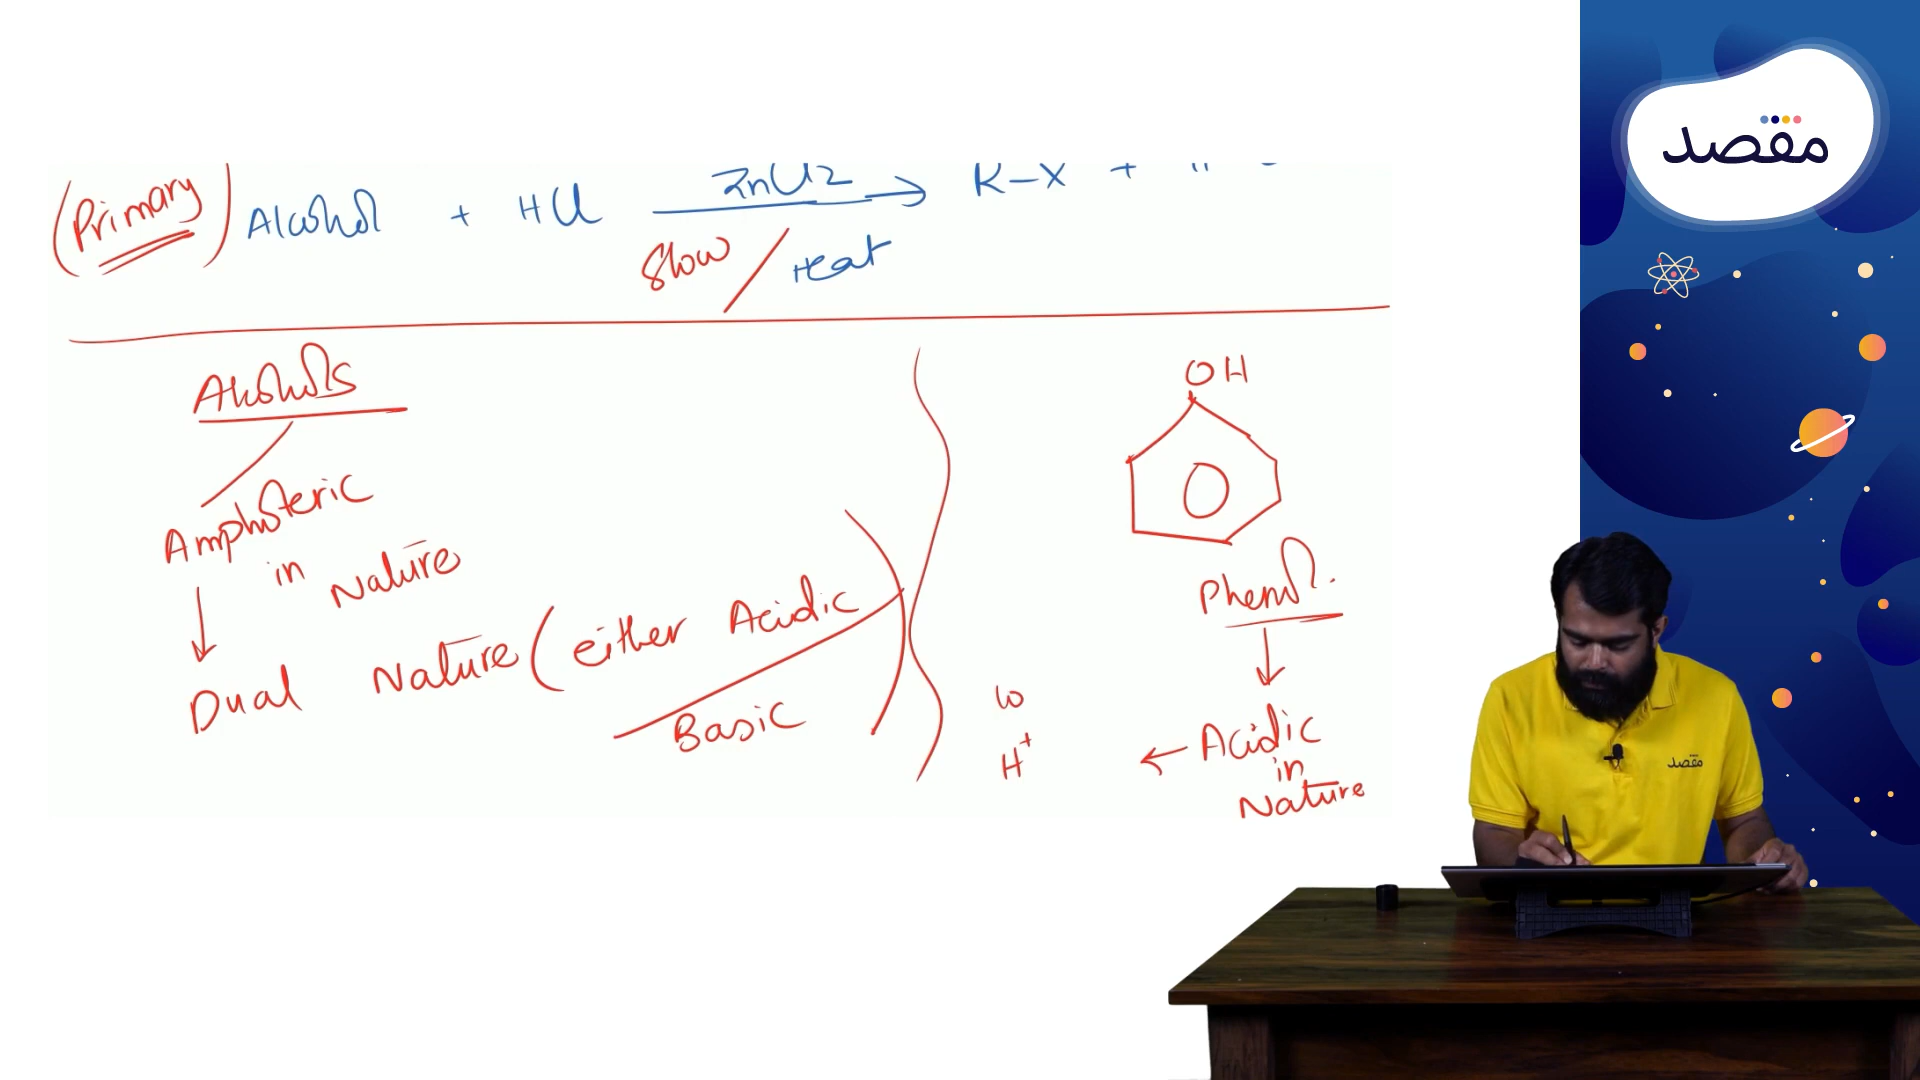 مقصد
(Primary) Alcohol + HCl ZnCl2 → R-X +
Slow / Heat
Alcohols
Amphoteric
in Nature
Dual Nature (either Acidic
Basic
OH
Phenol.
Acidic
in
Nature
H+
مقصد